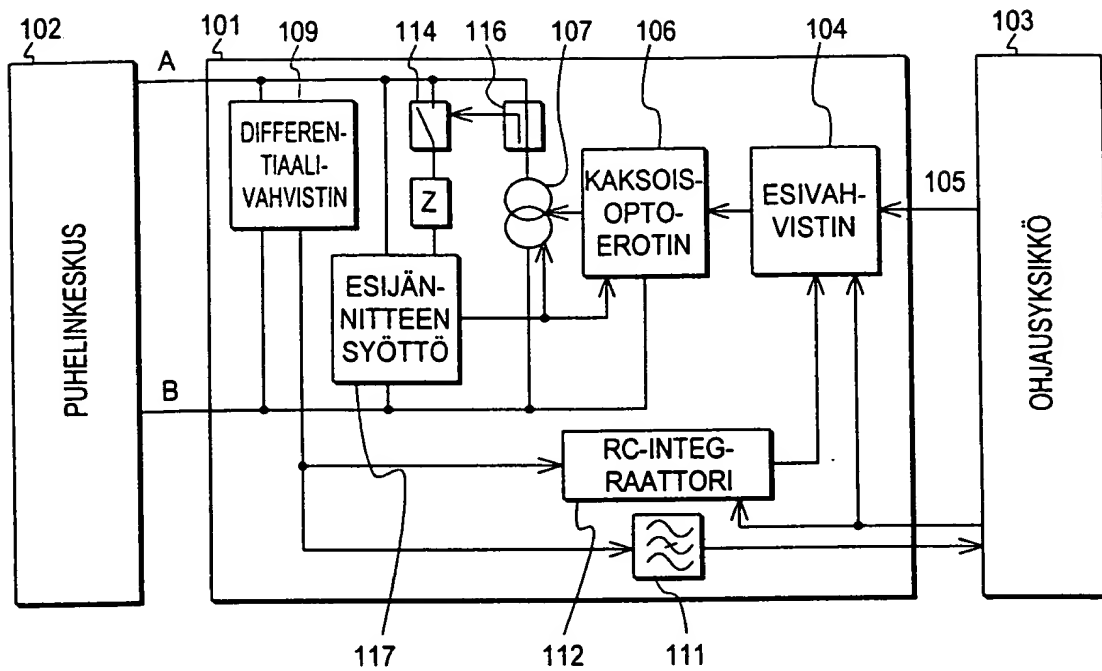 102
101
109
114
116
107
106
104
103
A
DIFFEREN-
TIAALI-
VAHVISTIN
KAKSOIS-
OPTO-
EROTIN
ESIVAH-
VISTIN
105
Z
PUHELINKESKUS
ESIJÄN-
NITTEEN
SYÖTTÖ
OHJAUSYKSIKKÖ
B
RC-INTEG-
RAATTORI
117
112
111